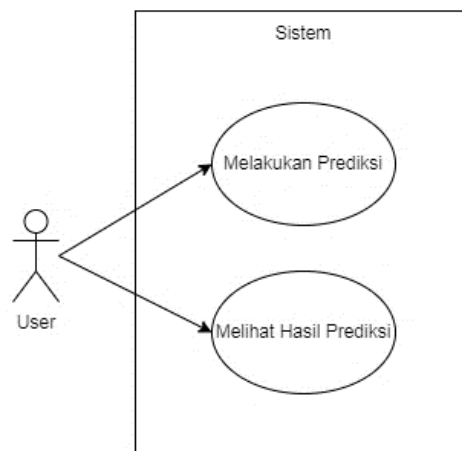 Sistem
Melakukan Prediksi
User
Melihat Hasil Prediksi